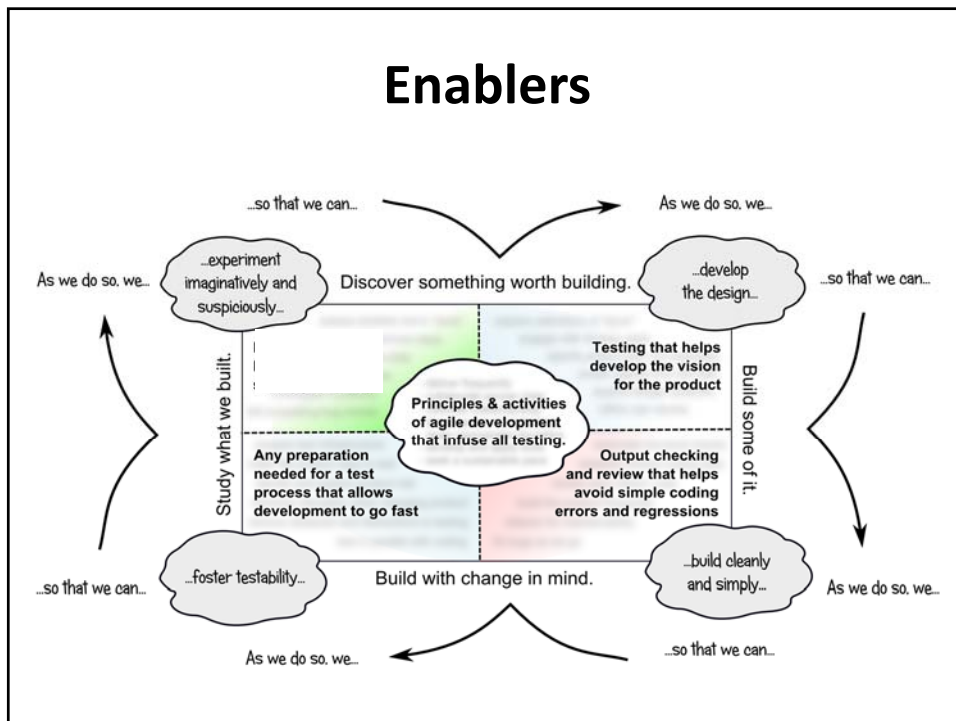 Enablers
...so that we can...
As we do so. we...
As we do so. we...
...experiment
imaginatively and
suspiciously...
Discover something worth building.
...develop
the design...
...so that we can...
Study what we built.
Testing that helps
develop the vision
for the product
Build some of it.
Principles & activities
of agile development
that infuse all testing.
Any preparation
needed for a test
process that allows
development to go fast
Output checking
and review that helps
avoid simple coding
errors and regressions
...so that we can...
...foster testability...
Build with change in mind.
...build cleanly
and simply...
As we do so. we...
As we do so. we...
...so that we can...